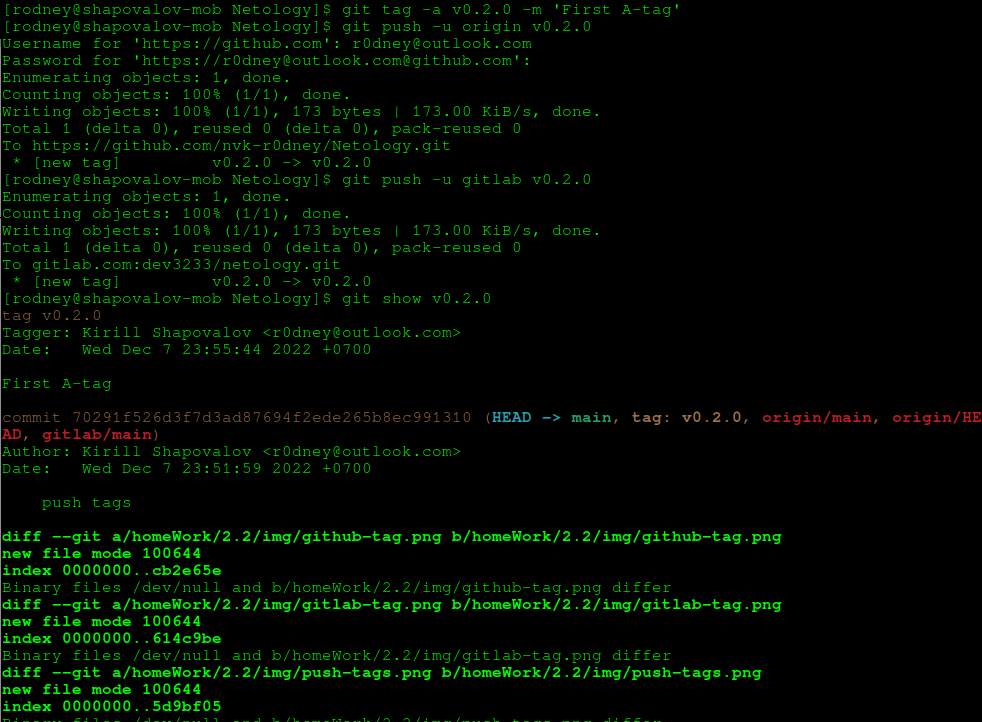 [rodney@shapovalov-mob Netology]$ git tag -a v0.2.0 -m 'First A-tag'
[rodney@shapovalov-mob Netology]$ git push -u origin v0.2.0
Username for 'https://github.com': r0dney@outlook.com
Password for 'https://r0dney@outlook.com@github.com':
Enumerating objects: 1, done.
Counting objects: 100% (1/1), done.
Writing objects: 100% (1/1), 173 bytes | 173.00 KiB/s, done.
Total 1 (delta 0), reused 0 (delta 0), pack-reused 0
To https://github.com/nvk-r0dney/Netology.git
 * [new tag]         v0.2.0 -> v0.2.0
[rodney@shapovalov-mob Netology]$ git push -u gitlab v0.2.0
Enumerating objects: 1, done.
Counting objects: 100% (1/1), done.
Writing objects: 100% (1/1), 173 bytes | 173.00 KiB/s, done.
Total 1 (delta 0), reused 0 (delta 0), pack-reused 0
To gitlab.com:dev3233/netology.git
 * [new tag]         v0.2.0 -> v0.2.0
[rodney@shapovalov-mob Netology]$ git show v0.2.0
tag v0.2.0
Tagger: Kirill Shapovalov <r0dney@outlook.com>
Date:   Wed Dec 7 23:55:44 2022 +0700

First A-tag

commit 70291f526d3f7d3ad87694f2ede265b8ec991310 (HEAD -> main, tag: v0.2.0, origin/main, origin/HE
AD, gitlab/main)
Author: Kirill Shapovalov <r0dney@outlook.com>
Date:   Wed Dec 7 23:51:59 2022 +0700

    push tags

diff --git a/homeWork/2.2/img/github-tag.png b/homeWork/2.2/img/github-tag.png
new file mode 100644
index 0000000..cb2e65e
Binary files /dev/null and b/homeWork/2.2/img/github-tag.png differ
diff --git a/homeWork/2.2/img/gitlab-tag.png b/homeWork/2.2/img/gitlab-tag.png
new file mode 100644
index 0000000..614c9be
Binary files /dev/null and b/homeWork/2.2/img/gitlab-tag.png differ
diff --git a/homeWork/2.2/img/push-tags.png b/homeWork/2.2/img/push-tags.png
new file mode 100644
index 0000000..5d9bf05
Binary files /dev/null and b/homeWork/2.2/img/push-tags.png differ